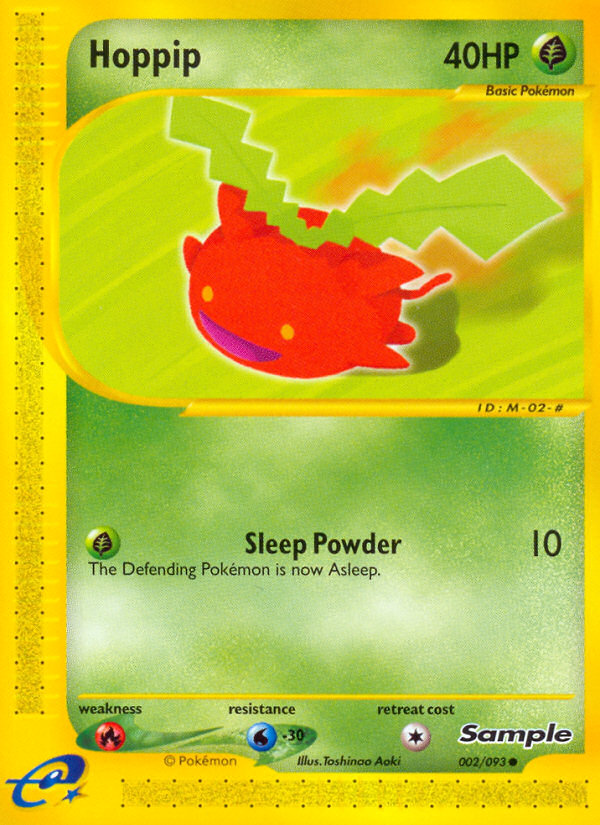 Hoppip 40HP
Basic Pokémon
ID: M-02-#
Sleep Powder 10
The Defending Pokémon is now Asleep.
weakness resistance retreat cost
-30
Sample
© Pokémon Illus. Toshinao Aoki 002/093
e